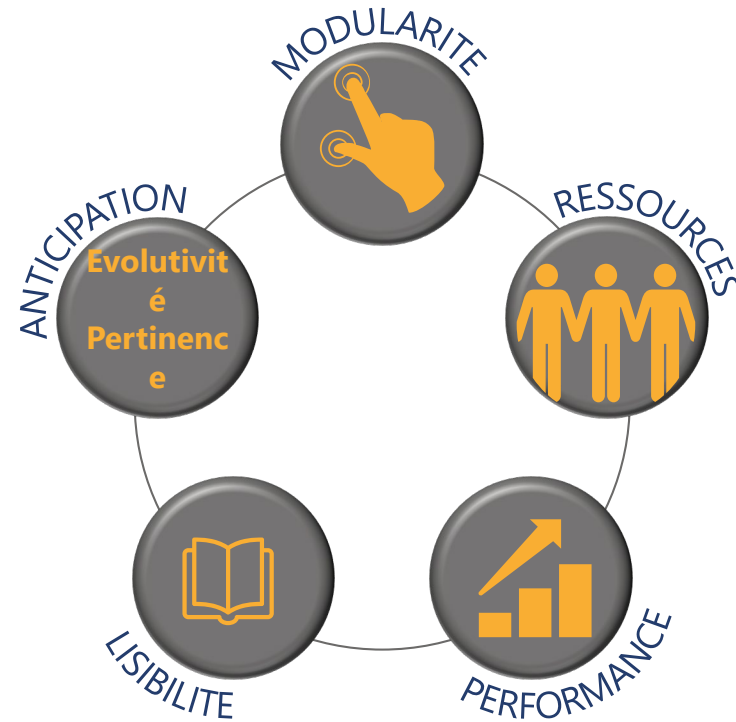 MODULARITE
RESSOURCES
ANTICIPATION
Evolutivit
é
Pertinenc
e
LISIBILITE
PERFORMANCE